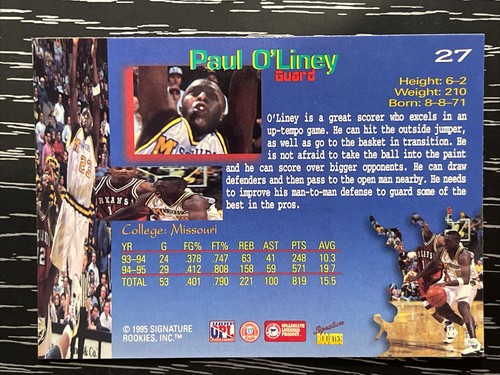 Paul O'Liney
Guard
27
Height: 6-2
Weight: 210
Born: 8-8-71
O'Liney is a great scorer who excels in an
up-tempo game. He can hit the outside jumper,
as well as go to the basket in transition. He
is not afraid to take the ball into the paint
and he can score over bigger opponents. He can draw
defenders and then pass to the open man nearby. He needs
to improve his man-to-man defense to guard some of the
best in the pros.
College: Missouri
YR G FG% FT% REB AST PTS AVG
93-94 24 .378 .747 63 41 248 10.3
94-95 29 .412 .808 158 59 571 19.7
TOTAL 53 .401 .790 221 100 819 15.5
© 1995 SIGNATURE
ROOKIES, INC.™
COLLEGIATE
LICENSED
PRODUCT
Signature
ROOKIES